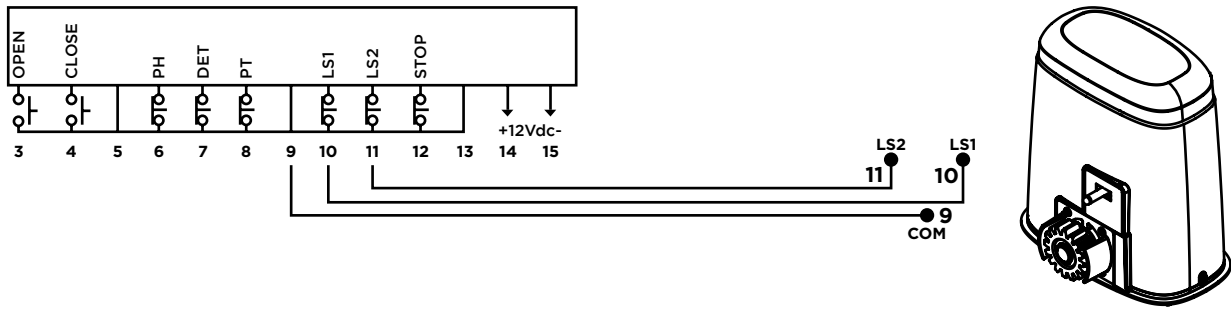 OPEN
CLOSE
PH
DET
PT
LS1
LS2
STOP
+12Vdc-
3 4 5 6 7 8 9 10 11 12 13 14 15
LS2 LS1
11 10
9
COM